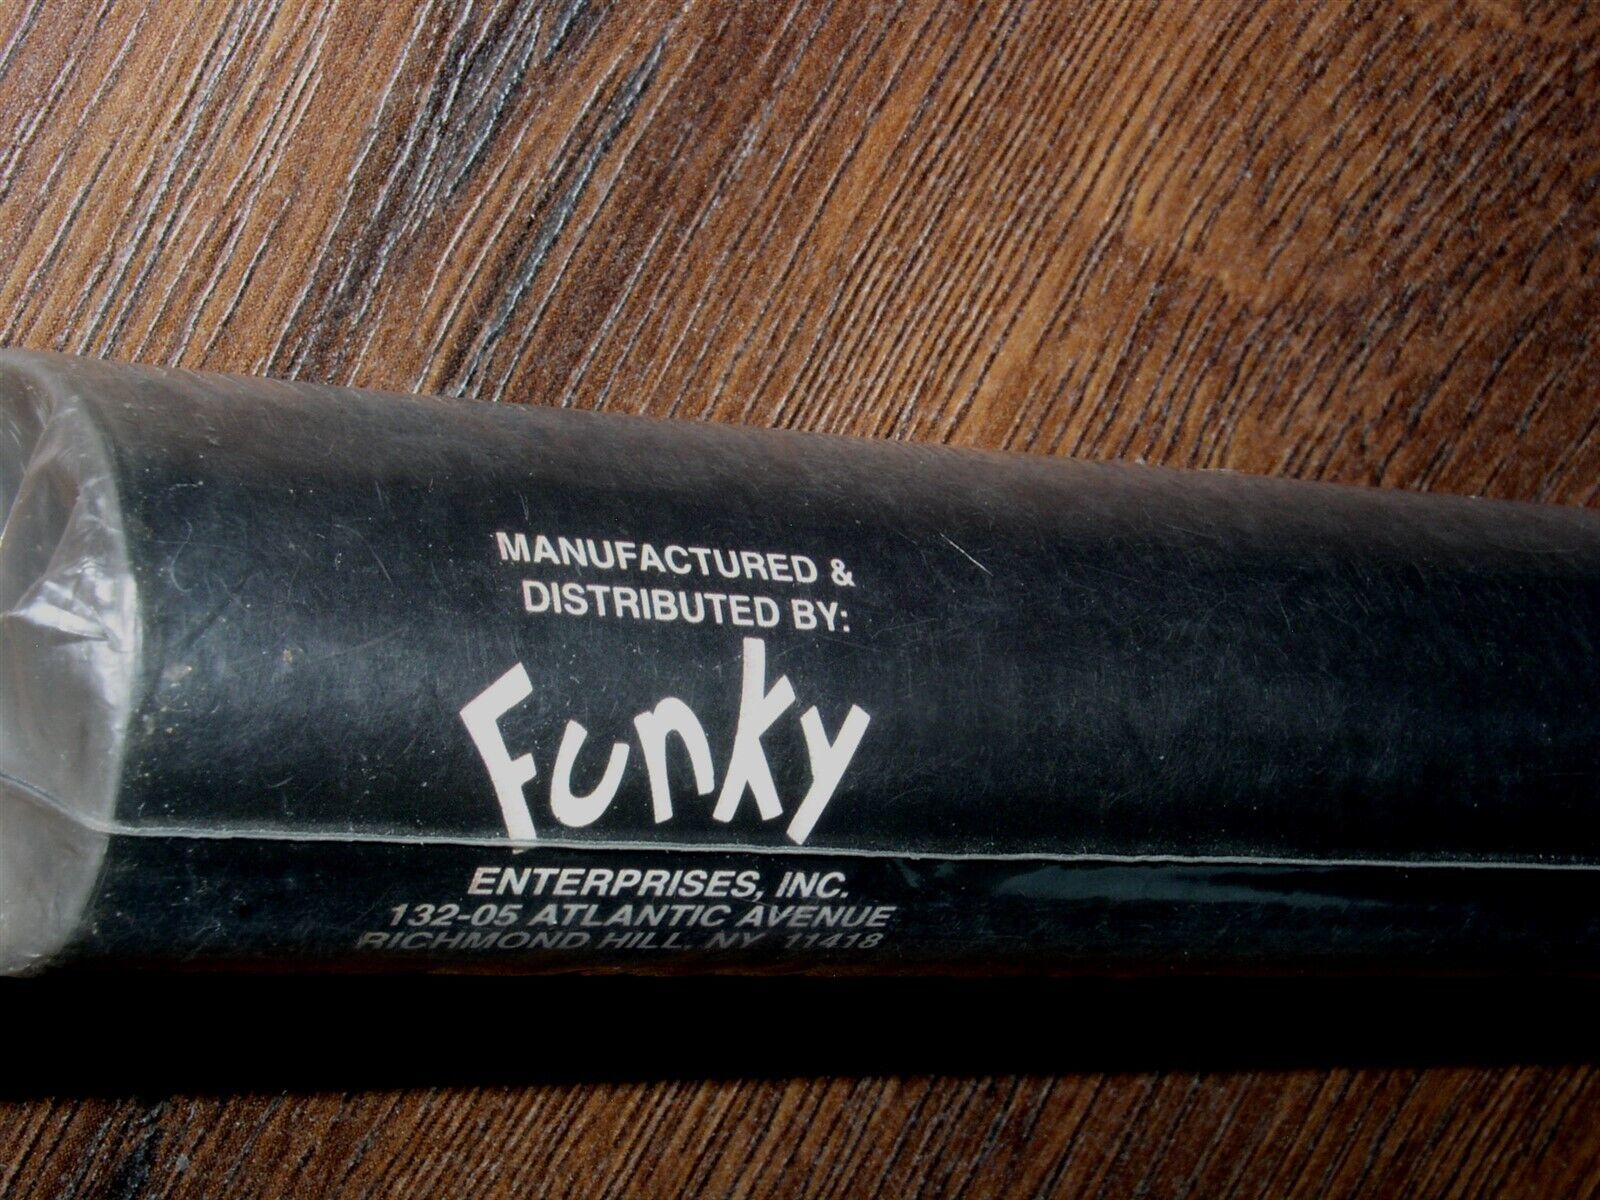 MANUFACTURED &
DISTRIBUTED BY:
Funky
ENTERPRISES, INC.
132-05 ATLANTIC AVENUE
RICHMOND HILL, NY 11418